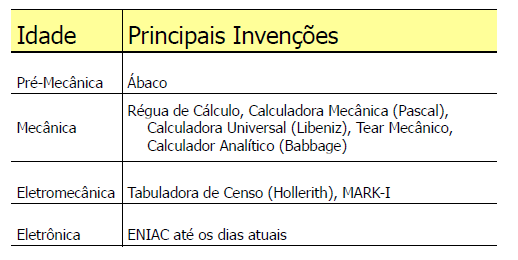 Idade Principais Invenções
Pré-Mecânica Ábaco
Mecânica Régua de Cálculo, Calculadora Mecânica (Pascal),
Calculadora Universal (Libeniz), Tear Mecânico,
Calculador Analítico (Babbage)
Eletromecânica Tabuladora de Censo (Hollerith), MARK-I
Eletrônica ENIAC até os dias atuais